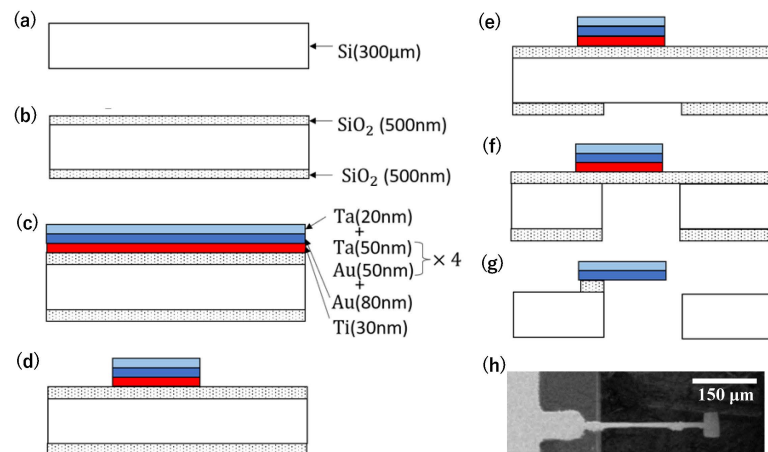 (a)
Si(300μm)
(b)
SiO₂ (500nm)
SiO₂ (500nm)
(c)
Ta(20nm)
+
Ta(50nm)
Au(50nm)
× 4
+
Au(80nm)
Ti(30nm)
(d)
(e)
(f)
(g)
(h)
150 μm